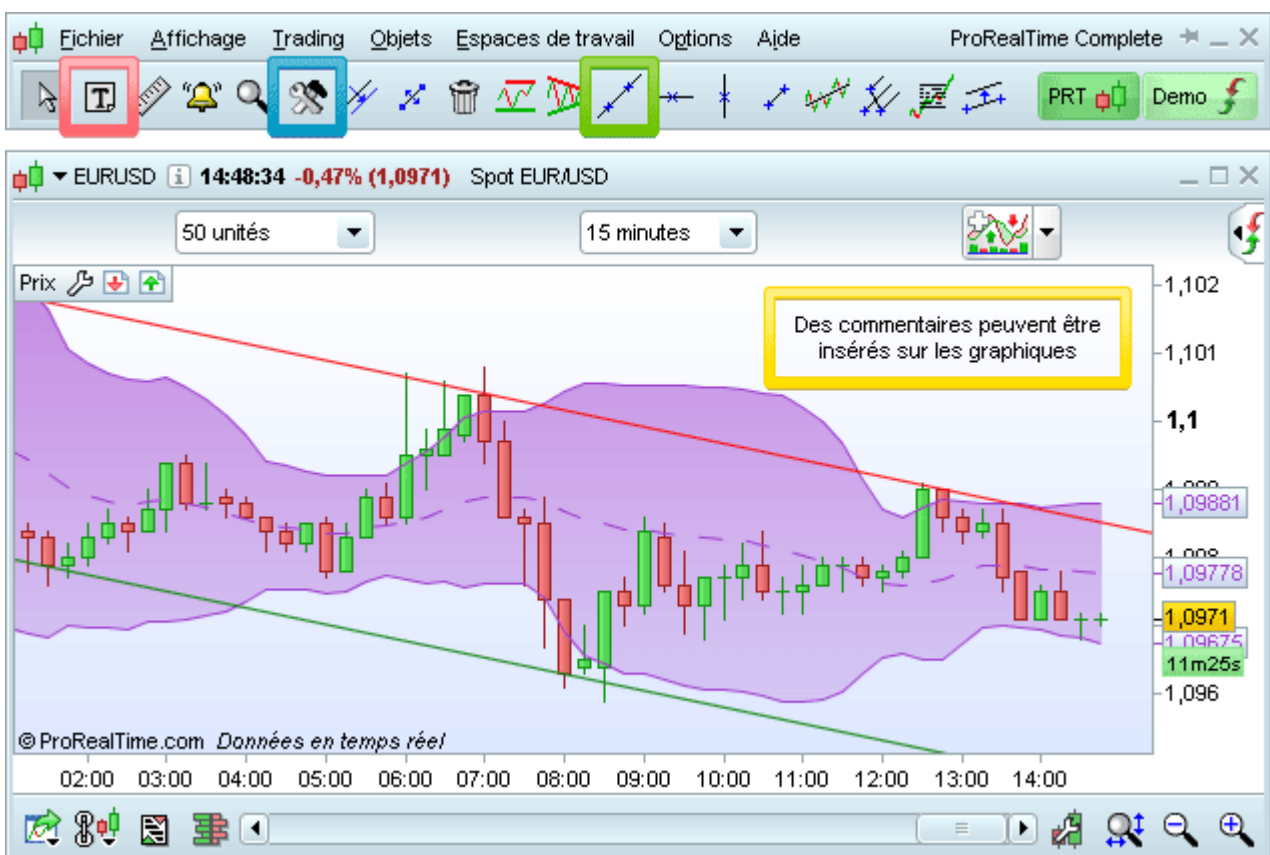 Fichier Affichage Trading Objets Espaces de travail Options Aide ProRealTime Complete
T PRT Demo
EURUSD i 14:48:34 -0,47% (1,0971) Spot EUR/USD
50 unités 15 minutes
Prix
Des commentaires peuvent être
insérés sur les graphiques
1,102
1,101
1,1
1,09881
1,09778
1,0971
1,09675
11m25s
1,096
© ProRealTime.com Données en temps réel
02:00 03:00 04:00 05:00 06:00 07:00 08:00 09:00 10:00 11:00 12:00 13:00 14:00